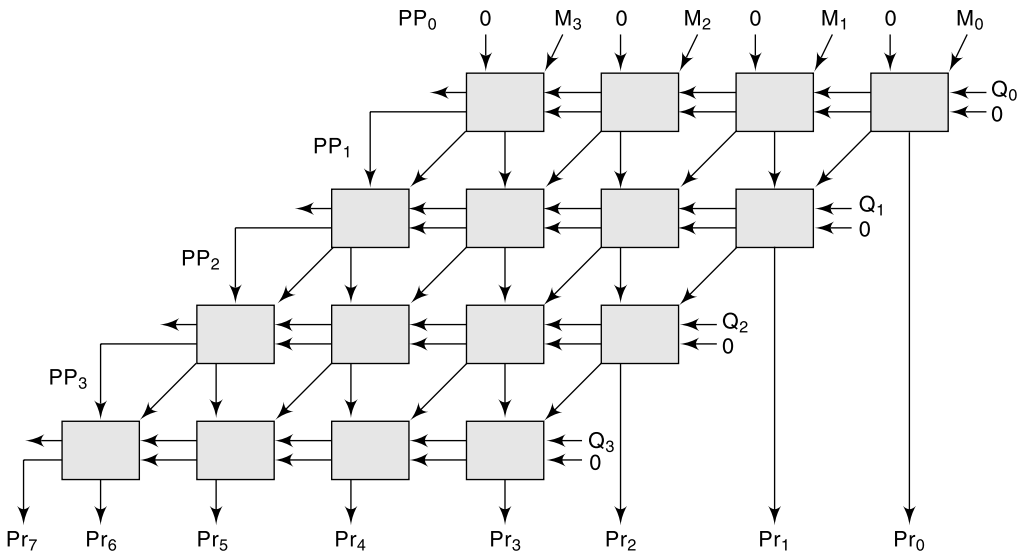 PP₀ 0 M₃ 0 M₂ 0 M₁ 0 M₀
Q₀
0
PP₁
Q₁
0
PP₂
Q₂
0
PP₃
Q₃
0
Pr₇ Pr₆ Pr₅ Pr₄ Pr₃ Pr₂ Pr₁ Pr₀